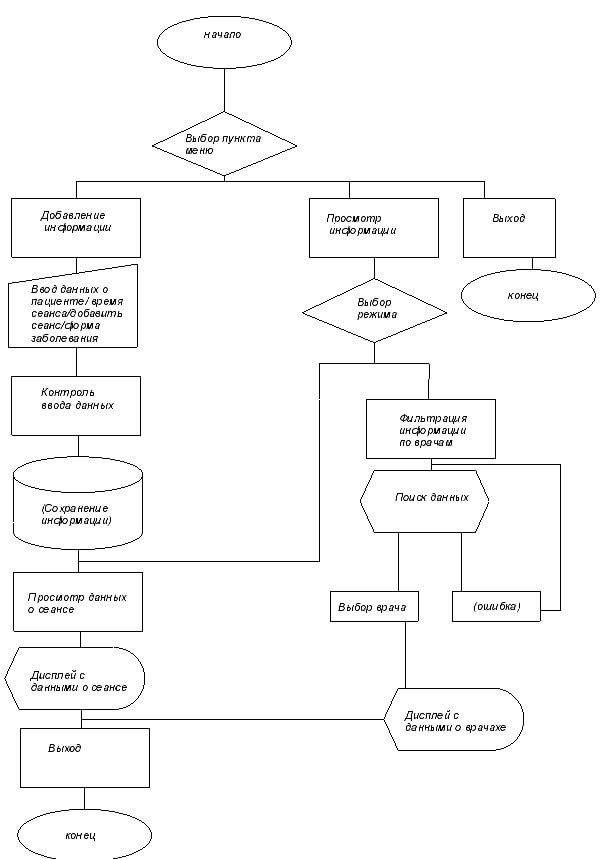 начало
Выбор пункта
меню
Добавление
информации
Просмотр
информации
Выход
Ввод данных о
пациенте/ время
сеанса/добавить
сеанс/форма
заболевания
Выбор
режима
конец
Контроль
ввода данных
Фильтрация
информации
по врачам
(Сохранение
информации)
Поиск данных
Просмотр данных
о сеансе
Выбор врача
(ошибка)
Дисплей с
данными о сеансе
Дисплей с
данными о врачахе
Выход
конец